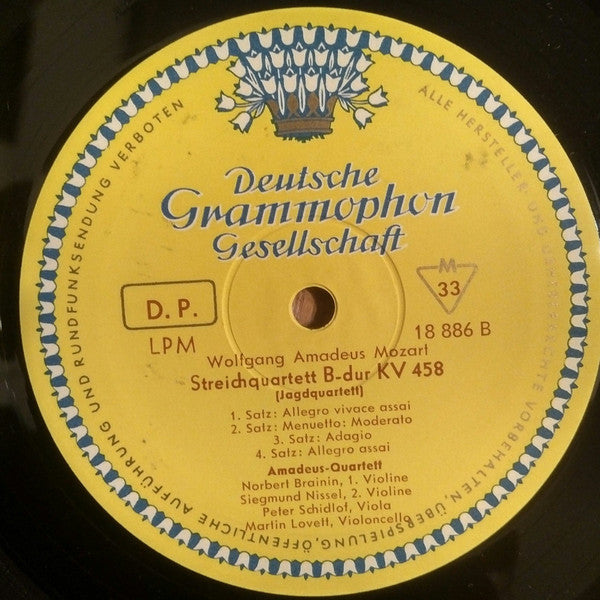 Deutsche
Grammophon
Gesellschaft
D. P.
LPM
M
33
18 886 B
Wolfgang Amadeus Mozart
Streichquartett B-dur KV 458
(Jagdquartett)
1. Satz: Allegro vivace assai
2. Satz: Menuetto: Moderato
3. Satz: Adagio
4. Satz: Allegro assai
Amadeus-Quartett
Norbert Brainin, 1. Violine
Siegmund Nissel, 2. Violine
Peter Schidlof, Viola
Martin Lovett, Violoncello
ALLE HERSTELLER- UND URHEBERRECHTE VORBEHALTEN, ÜBERSPIELUNG, ÖFFENTLICHE AUFFÜHRUNG UND RUNDFUNKSENDUNG VERBOTEN